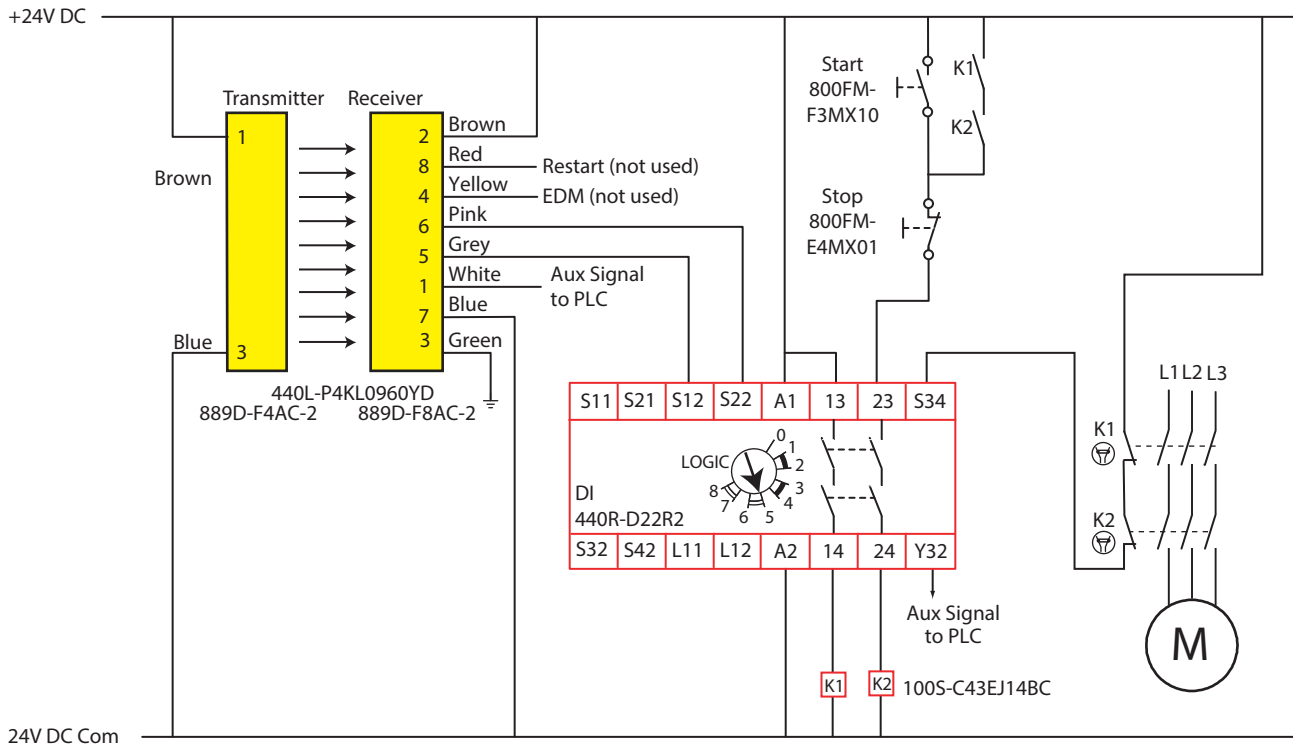 +24V DC
Transmitter
Receiver
1
Brown
Blue
3
2
8
4
6
5
1
7
3
Brown
Red
Yellow
Pink
Grey
White
Blue
Green
Restart (not used)
EDM (not used)
Aux Signal
to PLC
440L-P4KL0960YD
889D-F4AC-2
889D-F8AC-2
Start
800FM-
F3MX10
K1
K2
Stop
800FM-
E4MX01
S11
S21
S12
S22
A1
13
23
S34
LOGIC
0
1
2
3
4
5
6
7
8
DI
440R-D22R2
S32
S42
L11
L12
A2
14
24
Y32
Aux Signal
to PLC
K1
K2
100S-C43EJ14BC
L1
L2
L3
K1
K2
M
24V DC Com